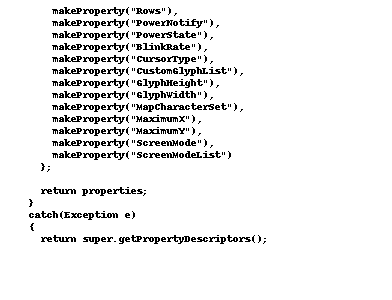 makeProperty("Rows"),
makeProperty("PowerNotify"),
makeProperty("PowerState"),
makeProperty("BlinkRate"),
makeProperty("CursorType"),
makeProperty("CustomGlyphList"),
makeProperty("GlyphHeight"),
makeProperty("GlyphWidth"),
makeProperty("MapCharacterSet"),
makeProperty("MaximumX"),
makeProperty("MaximumY"),
makeProperty("ScreenMode"),
makeProperty("ScreenModeList")
};
return properties;
}
catch(Exception e)
{
return super.getPropertyDescriptors();